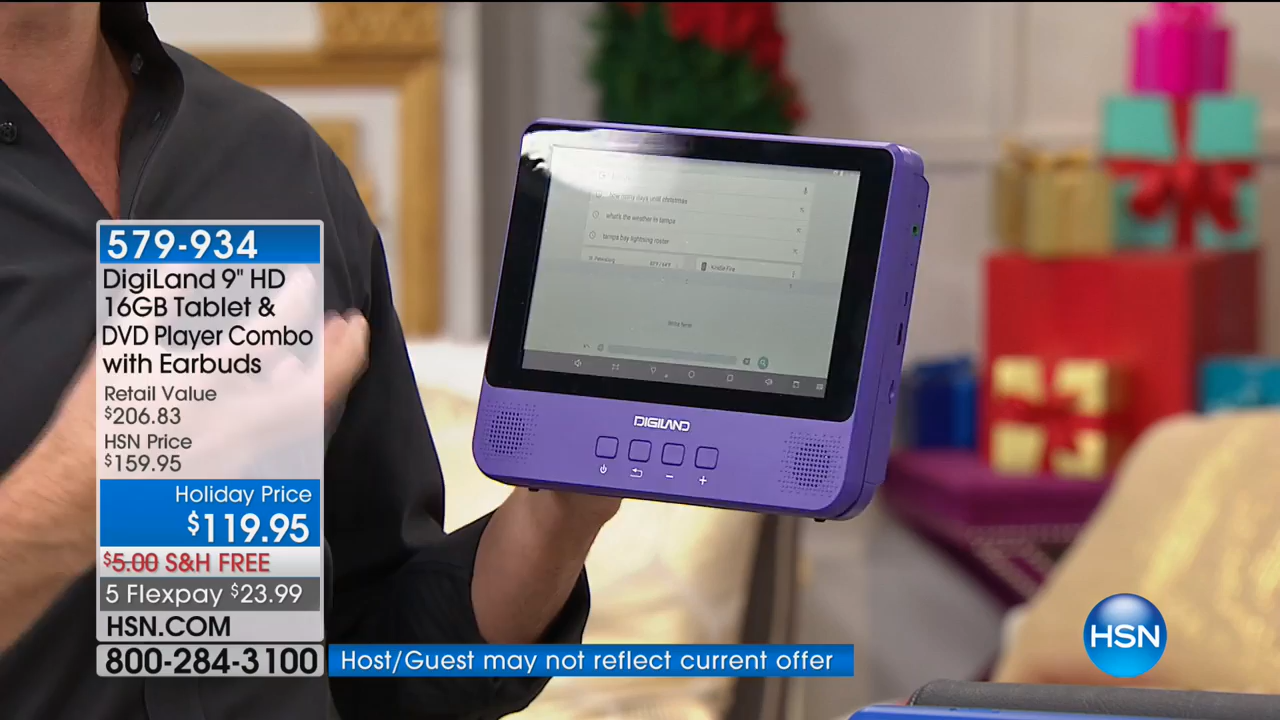 579-934
DigiLand 9" HD
16GB Tablet &
DVD Player Combo
with Earbuds
Retail Value
$206.83
HSN Price
$159.95
Holiday Price
$119.95
$5.00 S&H FREE
5 Flexpay $23.99
HSN.COM
800-284-3100
Host/Guest may not reflect current offer
how many days until christmas
what's the weather in tampa
tampa bay lightning roster
Kindle Fire
DIGILAND
HSN